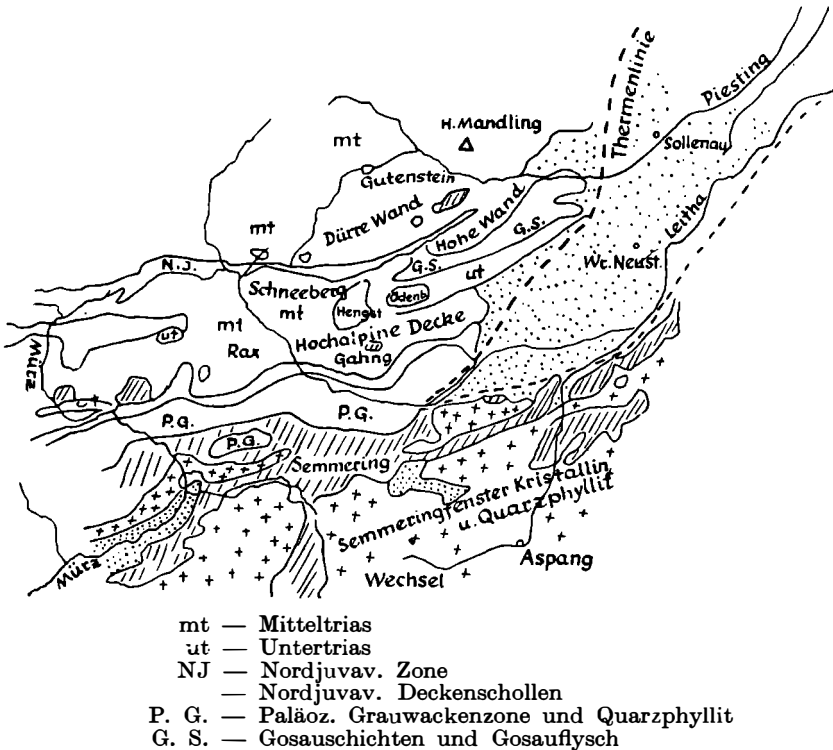 Thermenlinie
Piesting
H. Mandling
Sollenau
mt
Gutenstein
Leitha
Dürre Wand
Hohe Wand
mt
G.S.
Wr. Neust.
N.J.
G.S.
ut
Schneeberg
mt
Hengst
Ödenb.
mt
ut
Hochalpine Decke
Rax
Gahng
Mürz
ut
P.G.
P.G.
P.G.
Semmering
Semmeringfenster Kristallin
u. Quarzphyllit
Aspang
Mürz
Wechsel
mt — Mitteltrias
ut — Untertrias
NJ — Nordjuvav. Zone
— Nordjuvav. Deckenschollen
P. G. — Paläoz. Grauwackenzone und Quarzphyllit
G. S. — Gosauschichten und Gosauflysch